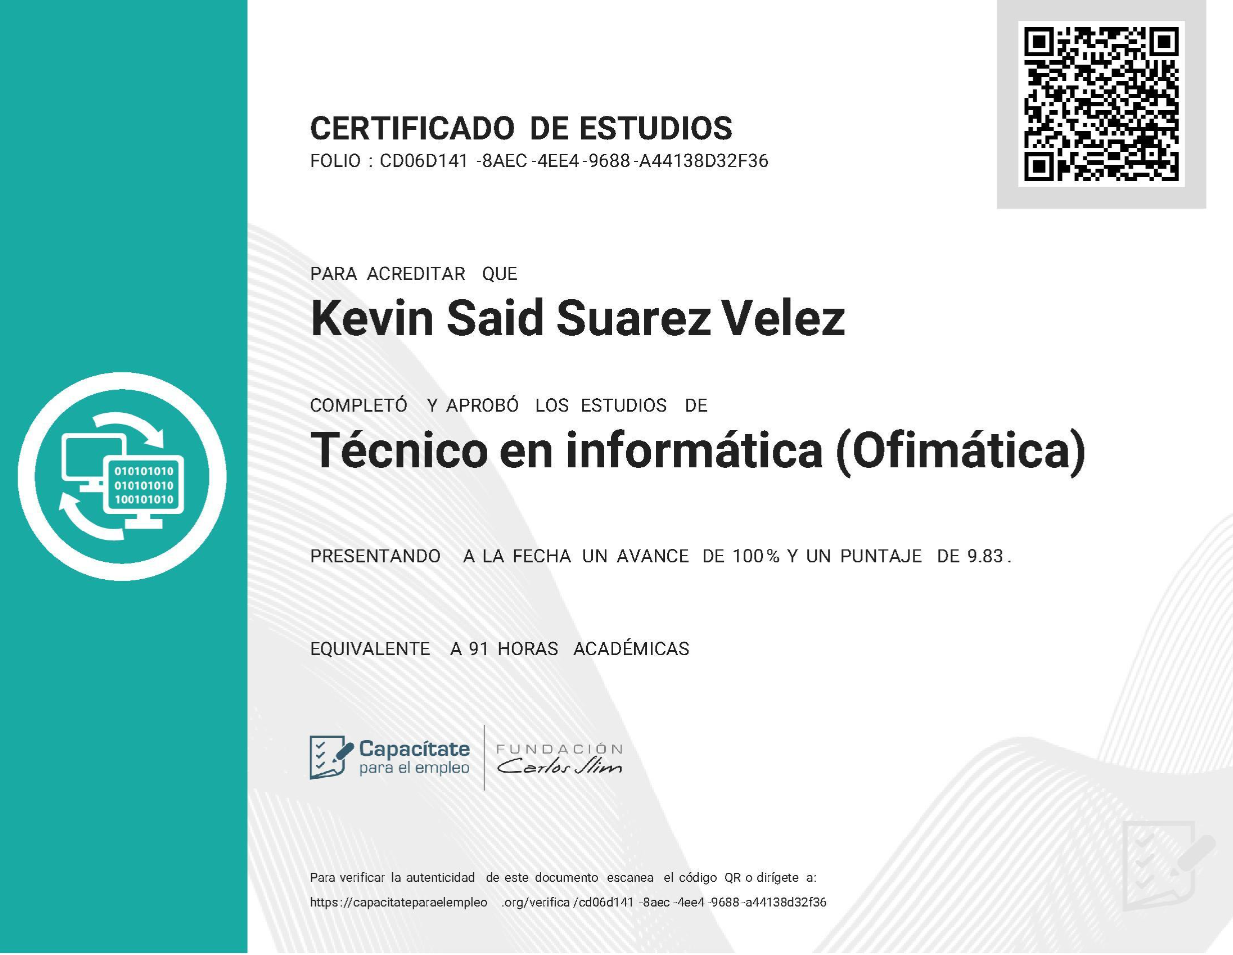 CERTIFICADO DE ESTUDIOS
FOLIO : CD06D141 -8AEC -4EE4 -9688 -A44138D32F36
PARA ACREDITAR QUE
Kevin Said Suarez Velez
COMPLETÓ Y APROBÓ LOS ESTUDIOS DE
Técnico en informática (Ofimática)
010101010
010101010
100101010
PRESENTANDO A LA FECHA UN AVANCE DE 100% Y UN PUNTAJE DE 9.83.
EQUIVALENTE A 91 HORAS ACADÉMICAS
Capacítate
para el empleo
FUNDACIÓN
Carlos Slim
Para verificar la autenticidad de este documento escanea el código QR o dirígete a:
https://capacitateparaelempleo .org/verifica /cd06d141 -8aec -4ee4 -9688 -a44138d32f36